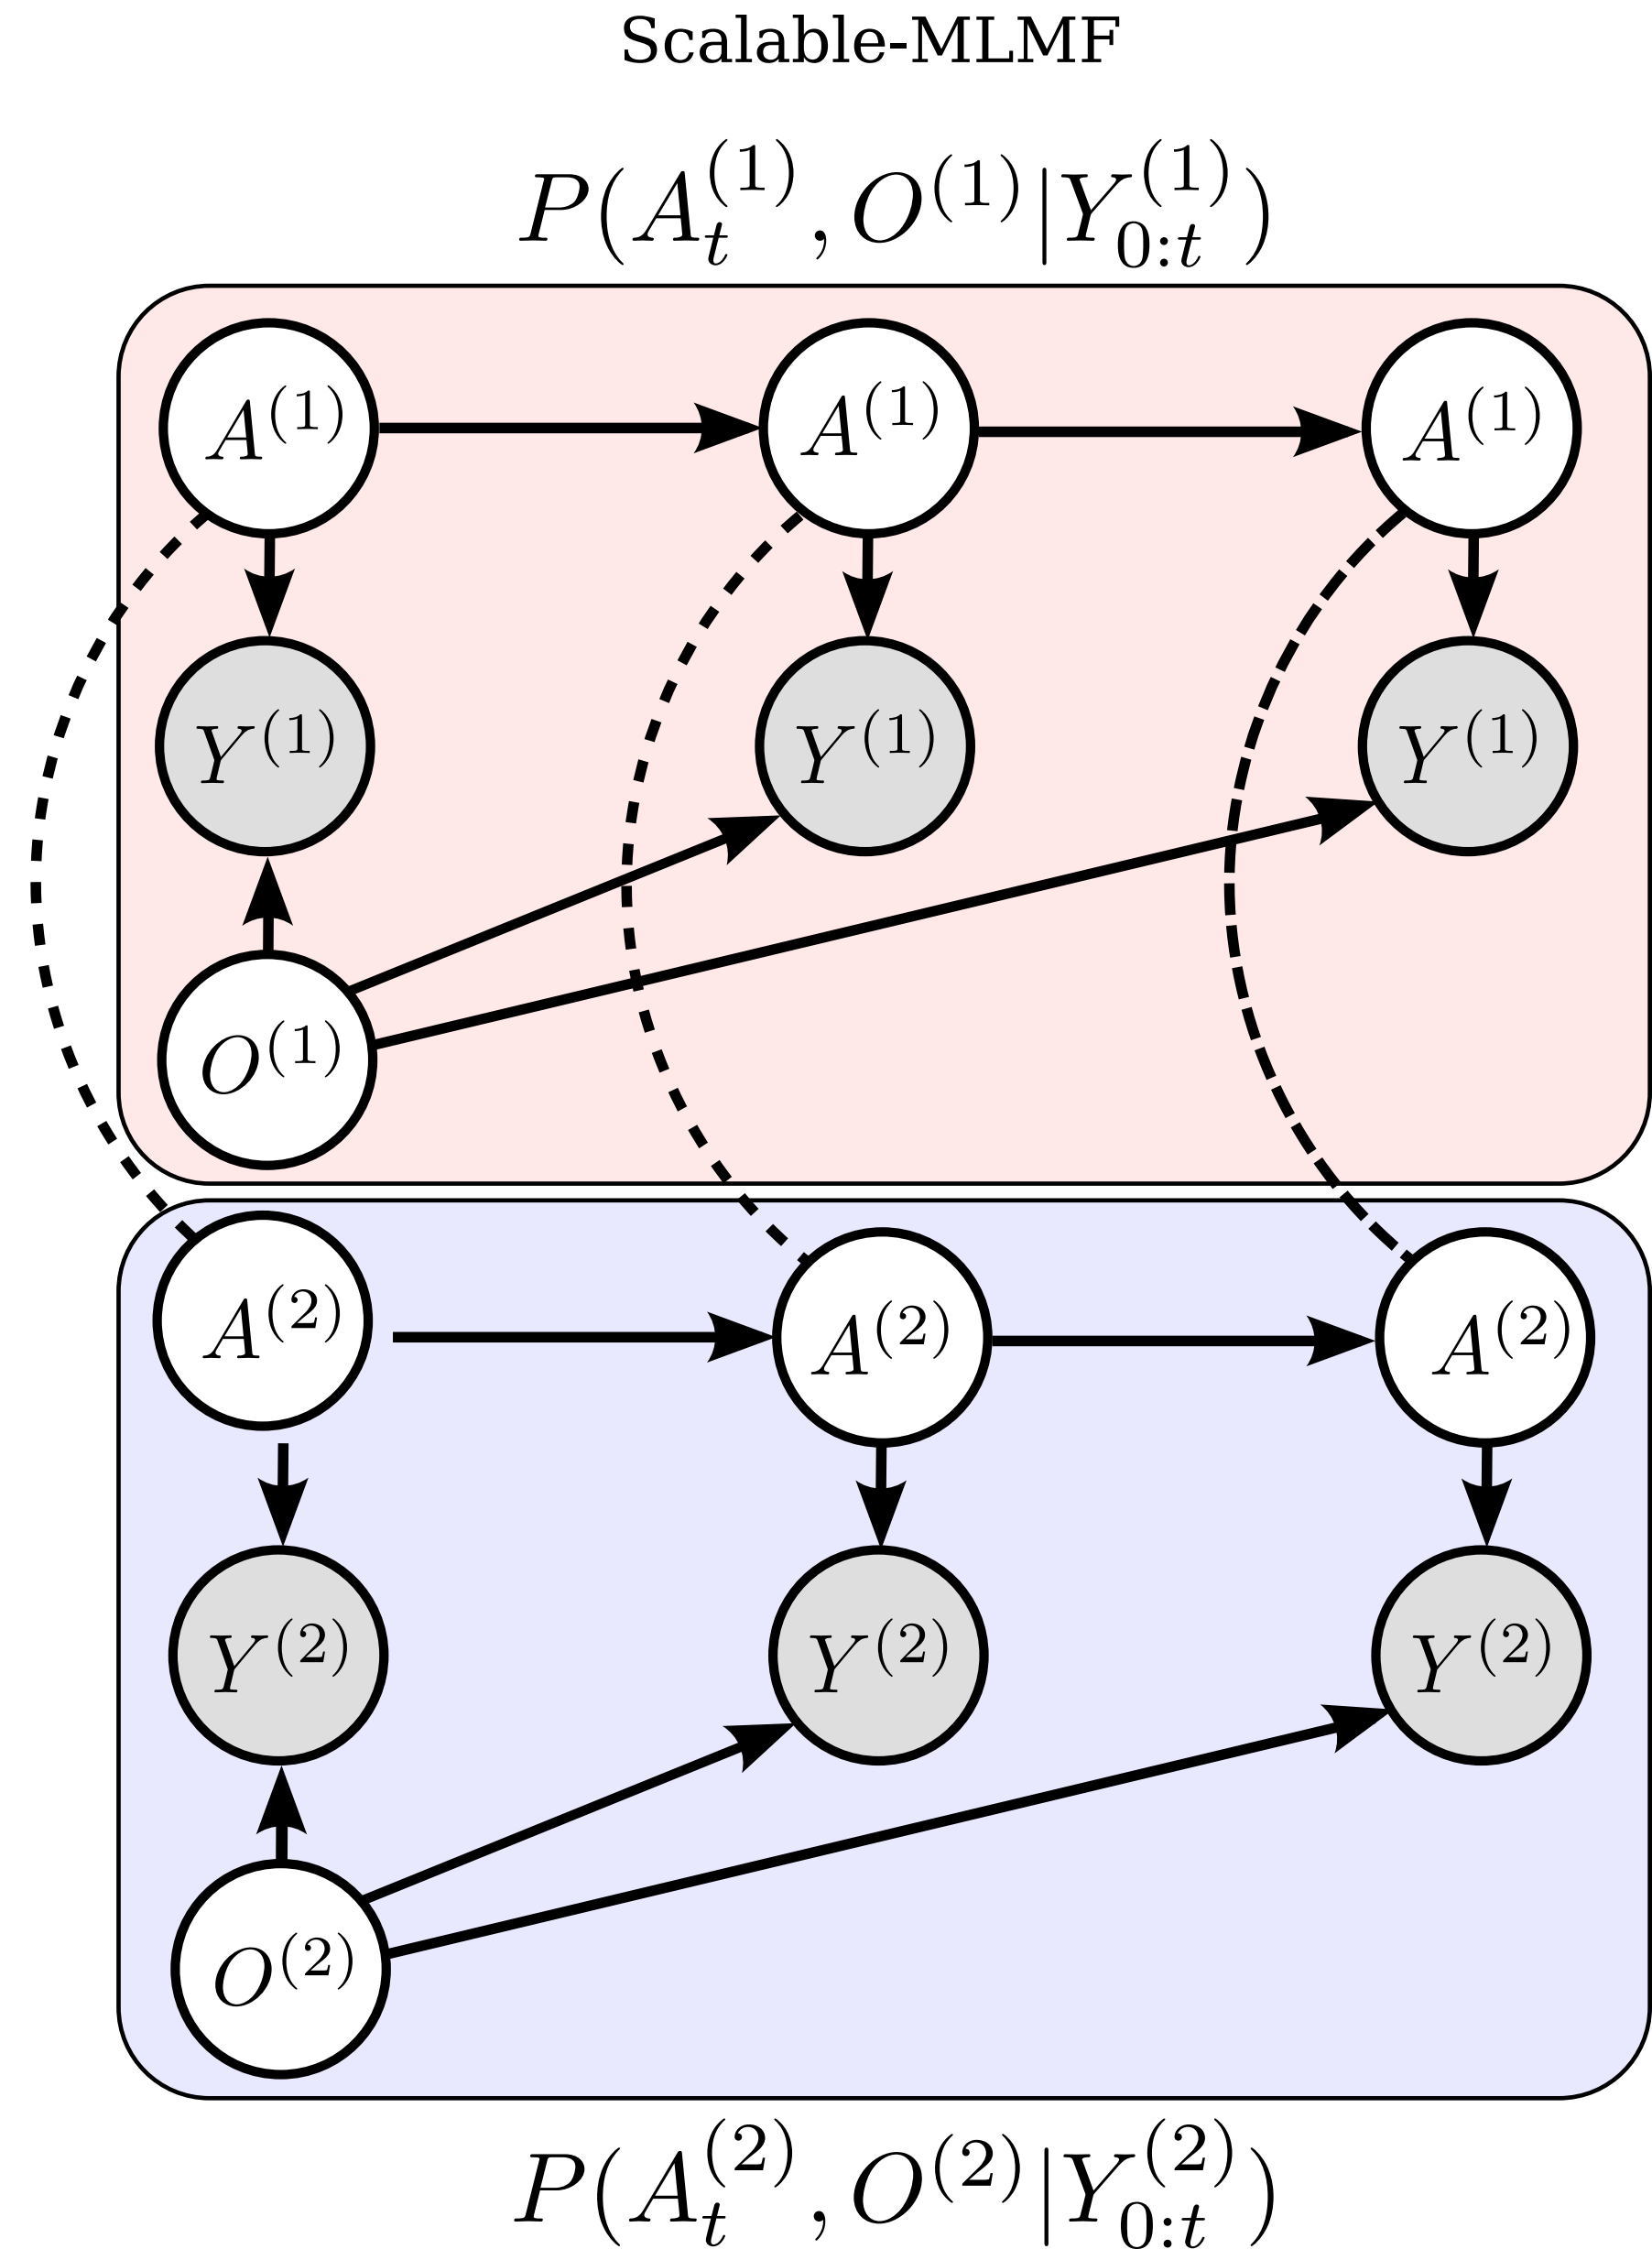 Scalable-MLMF
P(A_t^{(1)}, O^{(1)}|Y_{0:t}^{(1)})
A^{(1)} A^{(1)} A^{(1)}
Y^{(1)} Y^{(1)} Y^{(1)}
O^{(1)}
A^{(2)} A^{(2)} A^{(2)}
Y^{(2)} Y^{(2)} Y^{(2)}
O^{(2)}
P(A_t^{(2)}, O^{(2)}|Y_{0:t}^{(2)})